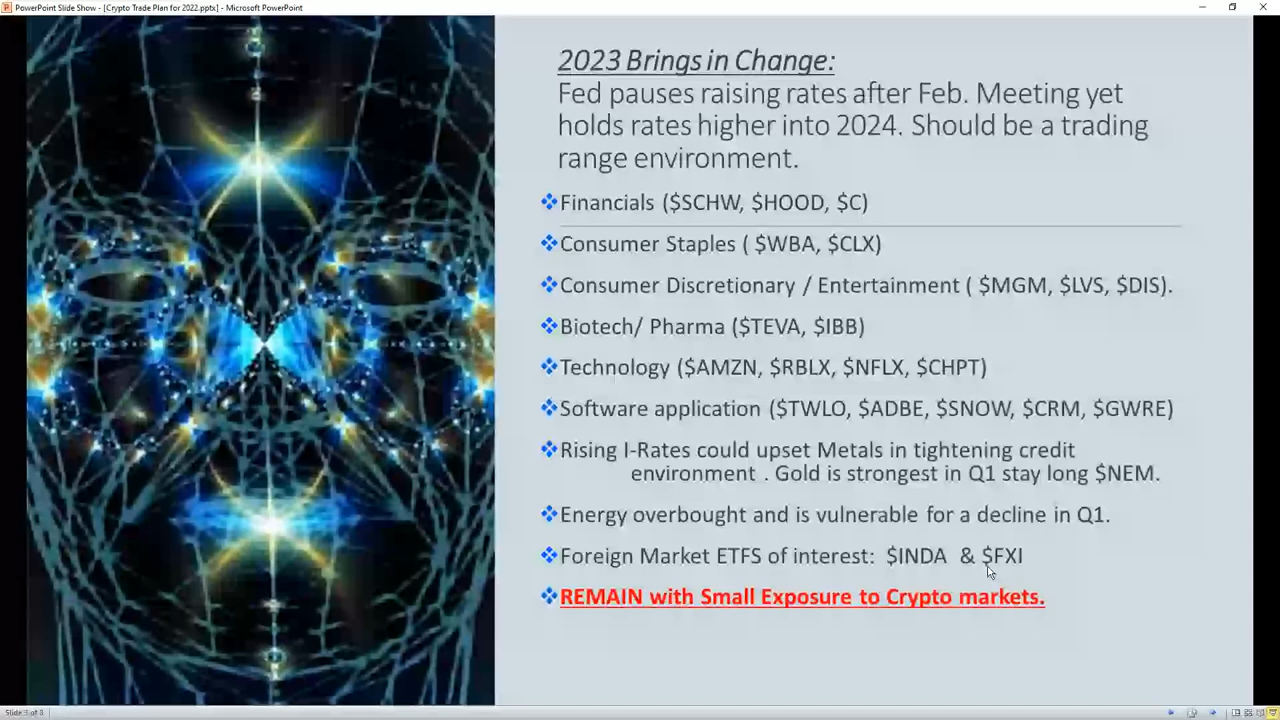 PowerPoint Slide Show - [Crypto Trade Plan for 2022.pptx] - Microsoft PowerPoint
2023 Brings in Change:
Fed pauses raising rates after Feb. Meeting yet
holds rates higher into 2024. Should be a trading
range environment.
Financials ($SCHW, $HOOD, $C)
Consumer Staples ( $WBA, $CLX)
Consumer Discretionary / Entertainment ( $MGM, $LVS, $DIS).
Biotech/ Pharma ($TEVA, $IBB)
Technology ($AMZN, $RBLX, $NFLX, $CHPT)
Software application ($TWLO, $ADBE, $SNOW, $CRM, $GWRE)
Rising I-Rates could upset Metals in tightening credit
environment . Gold is strongest in Q1 stay long $NEM.
Energy overbought and is vulnerable for a decline in Q1.
Foreign Market ETFS of interest: $INDA & $FXI
REMAIN with Small Exposure to Crypto markets.